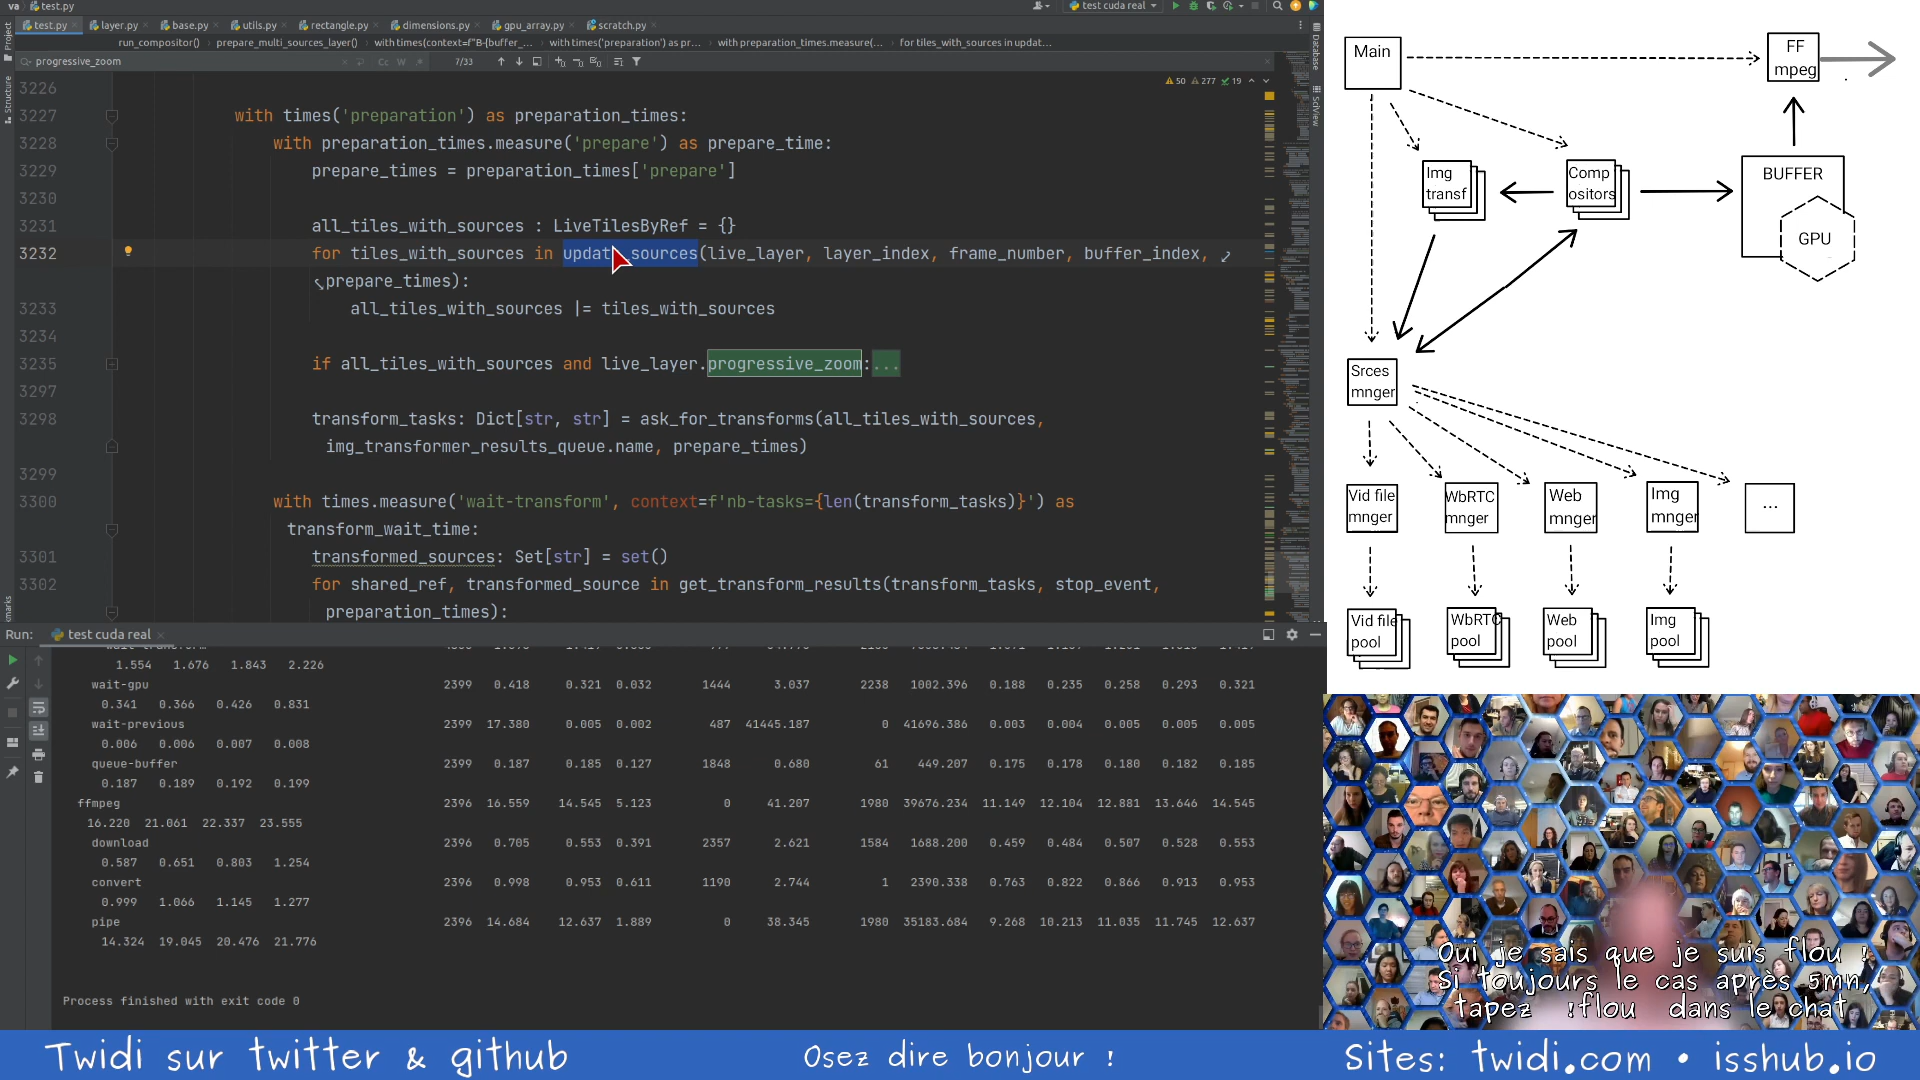 va test.py
test cuda real
test.py layer.py base.py utils.py rectangle.py dimensions.py gpu_array.py scratch.py
run_compositor() prepare_multi_sources_layer() with times(context=f"B-{buffer_... with times('preparation') as pr... with preparation_times.measure(... for tiles_with_sources in updat...
progressive_zoom Cc W 7/33
50 277 19
3226
3227 with times('preparation') as preparation_times:
3228 with preparation_times.measure('prepare') as prepare_time:
3229 prepare_times = preparation_times['prepare']
3230
3231 all_tiles_with_sources : LiveTilesByRef = {}
3232 for tiles_with_sources in update_sources(live_layer, layer_index, frame_number, buffer_index,
prepare_times):
3233 all_tiles_with_sources |= tiles_with_sources
3234
3235 if all_tiles_with_sources and live_layer.progressive_zoom:...
3297
3298 transform_tasks: Dict[str, str] = ask_for_transforms(all_tiles_with_sources,
img_transformer_results_queue.name, prepare_times)
3299
3300 with times.measure('wait-transform', context=f'nb-tasks={len(transform_tasks)}') as
transform_wait_time:
3301 transformed_sources: Set[str] = set()
3302 for shared_ref, transformed_source in get_transform_results(transform_tasks, stop_event,
preparation_times):
Project
Structure
Database
SciView
Run: test cuda real
1.554 1.676 1.843 2.226
wait-gpu 2399 0.418 0.321 0.032 1444 3.037 2238 1002.396 0.188 0.235 0.258 0.293 0.321
0.341 0.366 0.426 0.831
wait-previous 2399 17.380 0.005 0.002 487 41445.187 0 41696.386 0.003 0.004 0.005 0.005 0.005
0.006 0.006 0.007 0.008
queue-buffer 2399 0.187 0.185 0.127 1848 0.680 61 449.207 0.175 0.178 0.180 0.182 0.185
0.187 0.189 0.192 0.199
ffmpeg 2396 16.559 14.545 5.123 0 41.207 1980 39676.234 11.149 12.104 12.881 13.646 14.545
16.220 21.061 22.337 23.555
download 2396 0.705 0.553 0.391 2357 2.621 1584 1688.200 0.459 0.484 0.507 0.528 0.553
0.587 0.651 0.803 1.254
convert 2396 0.998 0.953 0.611 1190 2.744 1 2390.338 0.763 0.822 0.866 0.913 0.953
0.999 1.066 1.145 1.277
pipe 2396 14.684 12.637 1.889 0 38.345 1980 35183.684 9.268 10.213 11.035 11.745 12.637
14.324 19.045 20.476 21.776
Process finished with exit code 0
Main
FF
mpeg
Img
transf
Comp
ositors
BUFFER
GPU
Srces
mnger
Vid file
mnger
WbRTC
mnger
Web
mnger
Img
mnger
...
Vid file
pool
WbRTC
pool
Web
pool
Img
pool
Oui je sais que je suis flou !
Si toujours le cas après 5mn,
tapez !flou dans le chat
Twidi sur twitter & github
Osez dire bonjour !
Sites: twidi.com • isshub.io